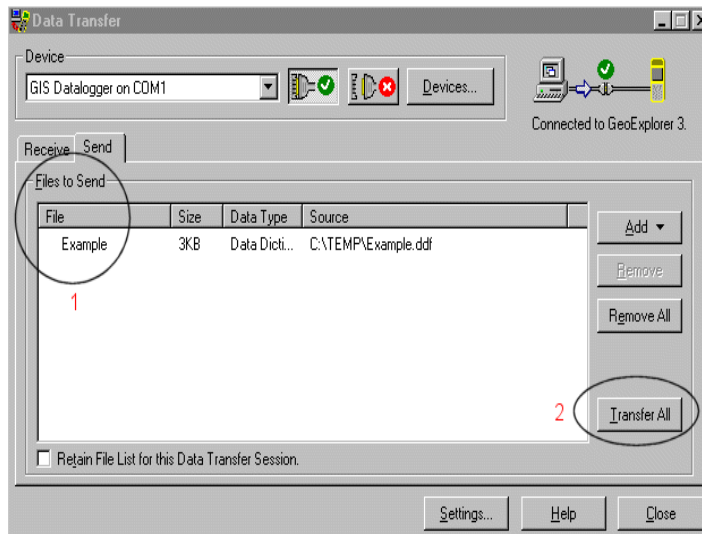 Data Transfer
Device
GIS Datalogger on COM1
Devices...
Connected to GeoExplorer 3.
Receive Send
Files to Send
File Size Data Type Source
Example 3KB Data Dicti... C:\TEMP\Example.ddf
Add
Remove
1
Remove All
2 Transfer All
Retain File List for this Data Transfer Session.
Settings... Help Close